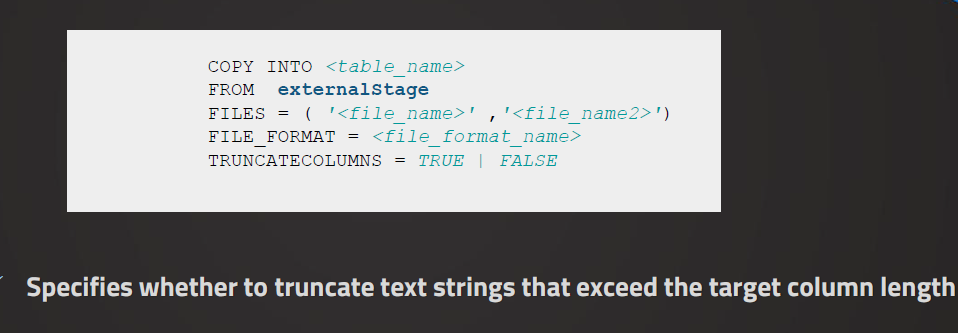 COPY INTO <table_name>
FROM  externalStage
FILES = ( '<file_name>' ,'<file_name2>')
FILE_FORMAT = <file_format_name>
TRUNCATECOLUMNS = TRUE | FALSE
Specifies whether to truncate text strings that exceed the target column length